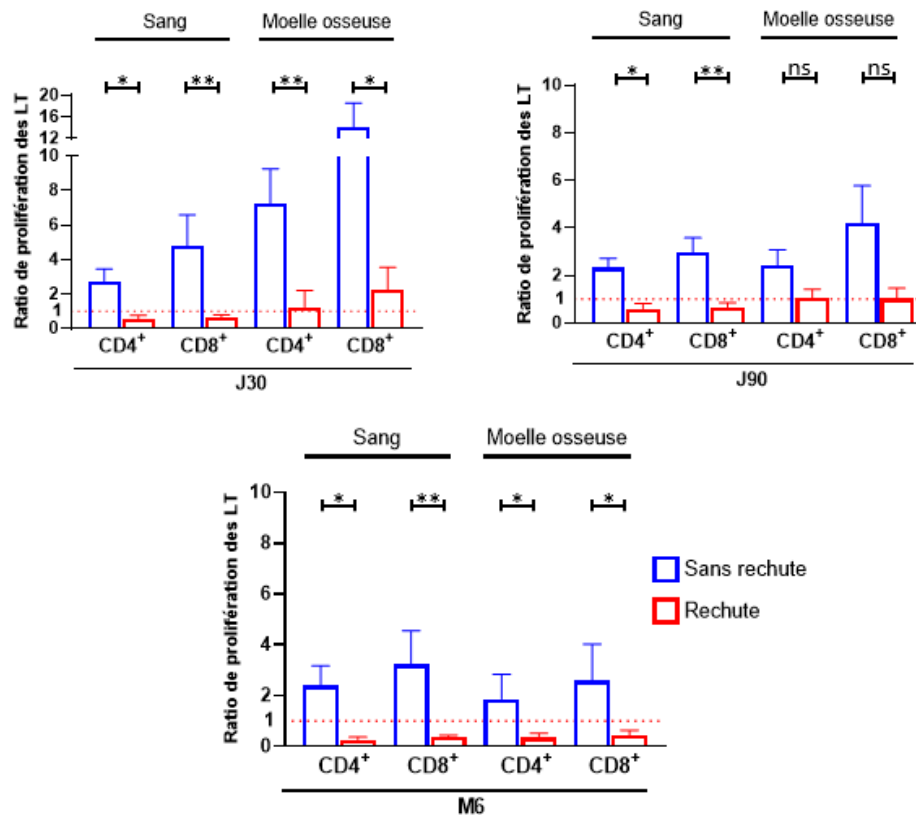 Sang Moelle osseuse
* ** ** *
Ratio de prolifération des LT
20
16
12
10
8
6
4
2
1
0
CD4+ CD8+ CD4+ CD8+
J30
Sang Moelle osseuse
* ** ns ns
Ratio de prolifération des LT
10
8
6
4
2
1
0
CD4+ CD8+ CD4+ CD8+
J90
Sang Moelle osseuse
* ** * *
Ratio de prolifération des LT
10
8
6
4
2
1
0
CD4+ CD8+ CD4+ CD8+
M6
Sans rechute
Rechute